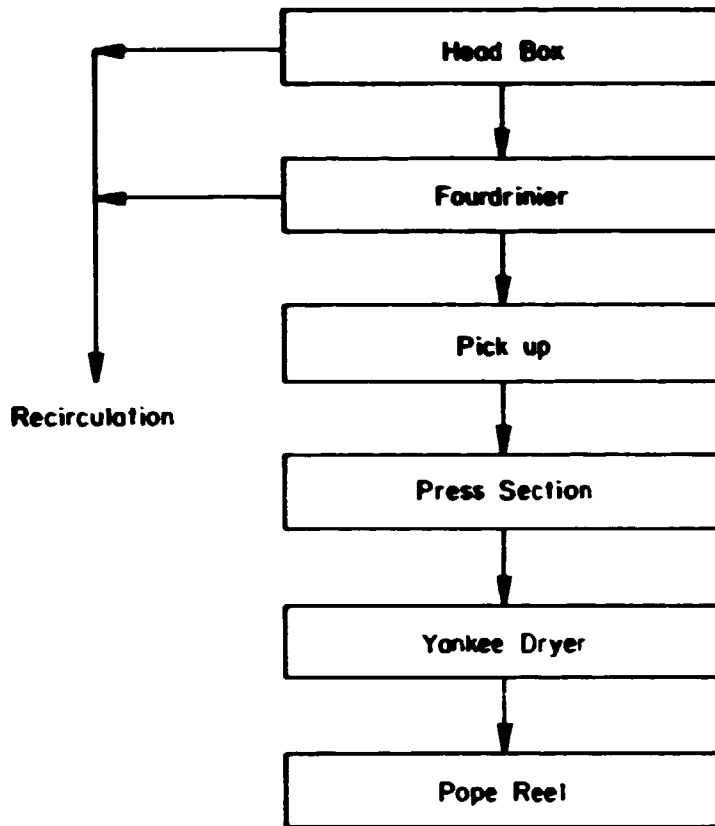 Head Box
Fourdrinier
Pick up
Recirculation
Press Section
Yankee Dryer
Pope Reel